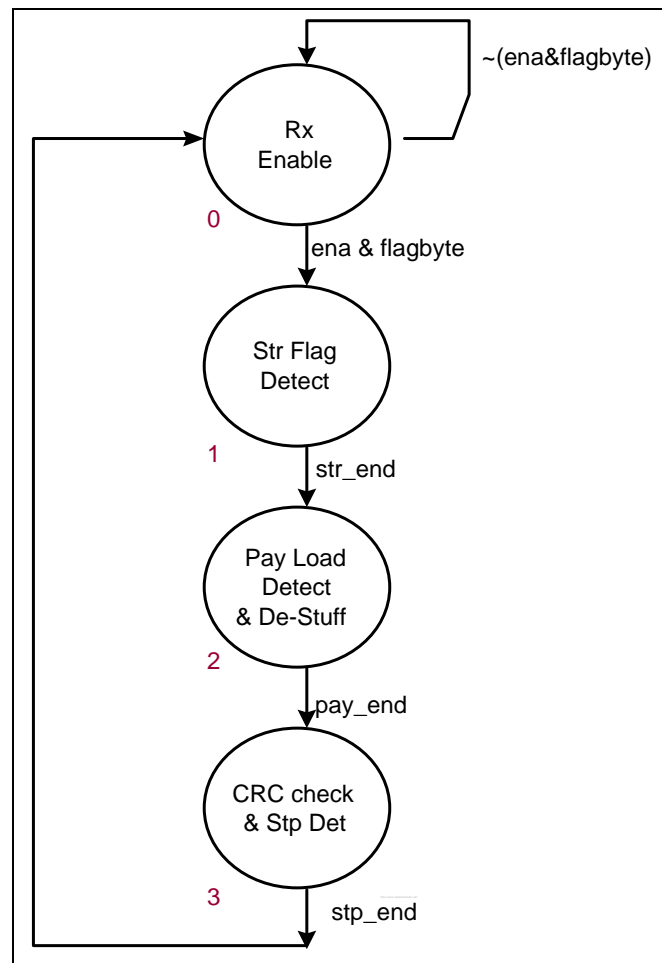 ~(ena&flagbyte)
Rx
Enable
0
ena & flagbyte
Str Flag
Detect
1
str_end
Pay Load
Detect
& De-Stuff
2
pay_end
CRC check
& Stp Det
3
stp_end